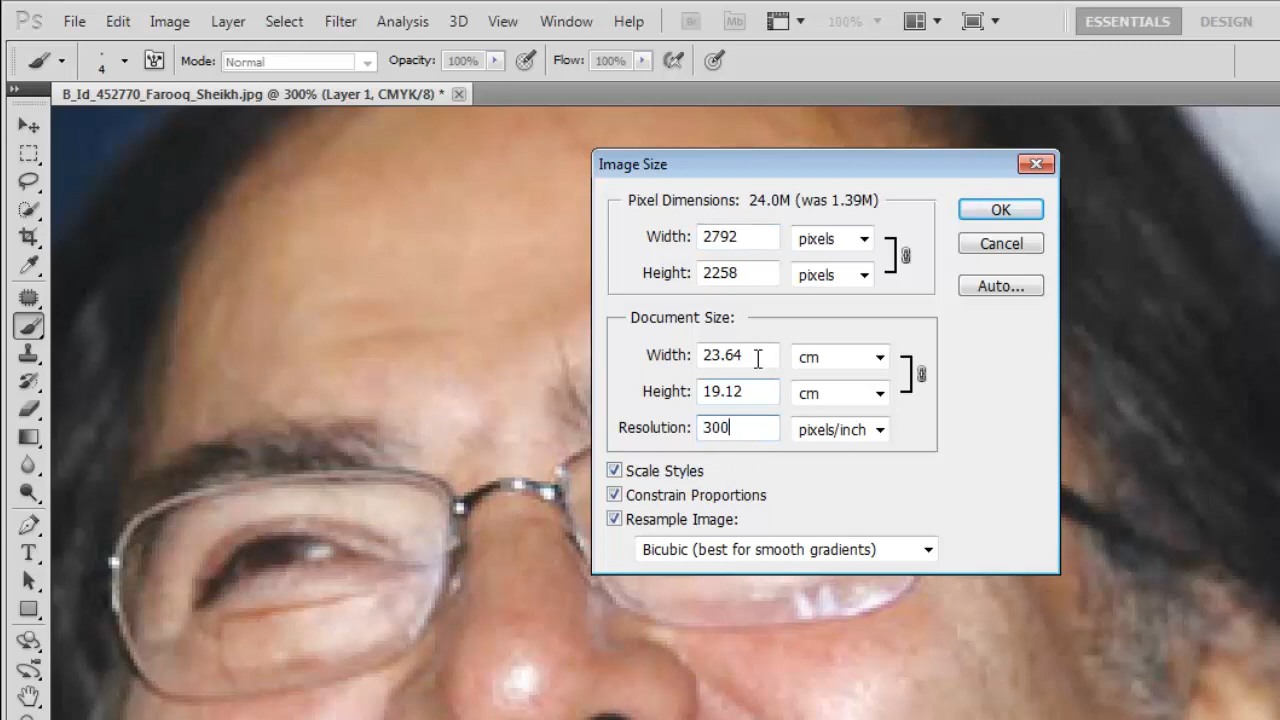 Ps File Edit Image Layer Select Filter Analysis 3D View Window Help Br Mb 100% ESSENTIALS DESIGN
4 Mode: Normal Opacity: 100% Flow: 100%
B_Id_452770_Farooq_Sheikh.jpg @ 300% (Layer 1, CMYK/8) *
Image Size
Pixel Dimensions: 24.0M (was 1.39M)
Width: 2792 pixels
Height: 2258 pixels
OK
Cancel
Auto...
Document Size:
Width: 23.64 cm
Height: 19.12 cm
Resolution: 300 pixels/inch
Scale Styles
Constrain Proportions
Resample Image:
Bicubic (best for smooth gradients)
T